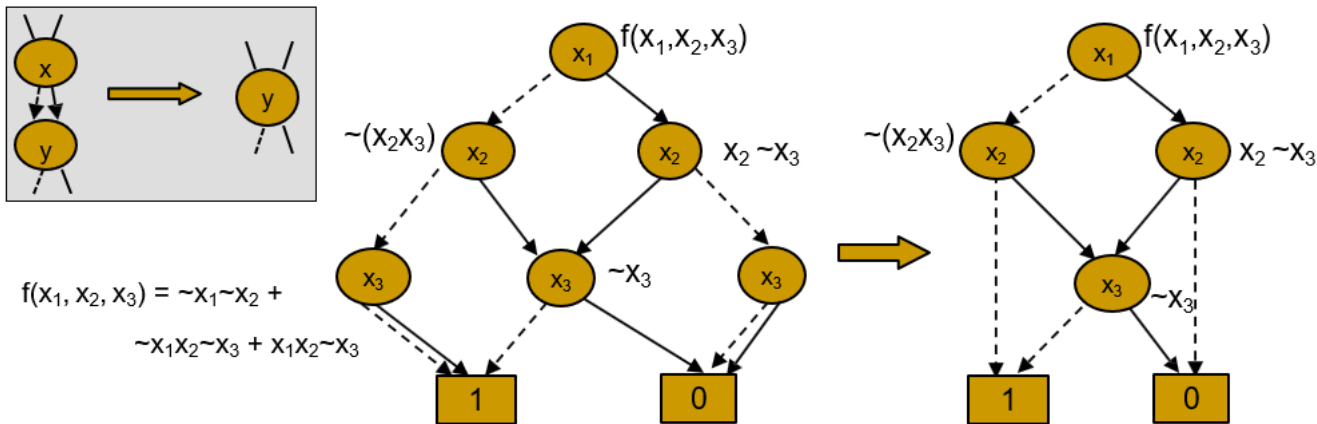 x
y
y
f(x₁, x₂, x₃) = ~x₁~x₂ +
~x₁x₂~x₃ + x₁x₂~x₃
f(x₁,x₂,x₃)
x₁
~(x₂x₃)
x₂
x₂
x₂ ~x₃
x₃
x₃
~x₃
x₃
1
0
f(x₁,x₂,x₃)
x₁
~(x₂x₃)
x₂
x₂
x₂ ~x₃
x₃
~x₃
1
0